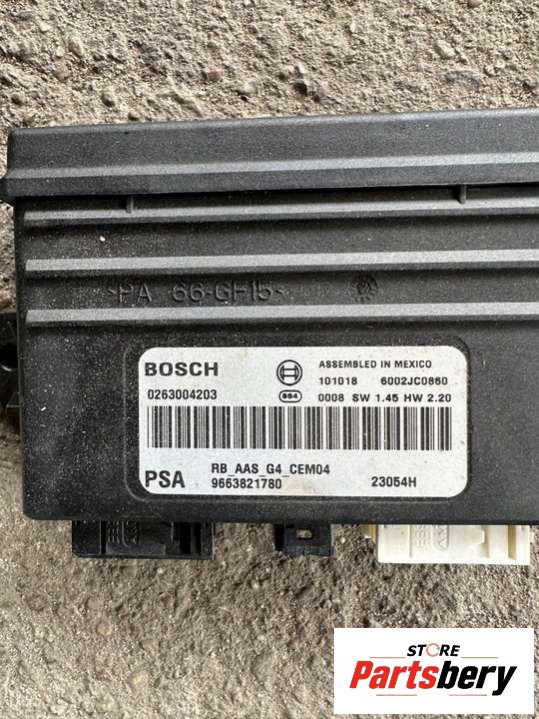 >PA 66-GF15<
BOSCH
ASSEMBLED IN MEXICO
101018 6002JC0860
0263004203
884 0008 SW 1.45 HW 2.20
PSA
RB_AAS_G4_CEM04
9663821780
23054H
STORE
Partsbery